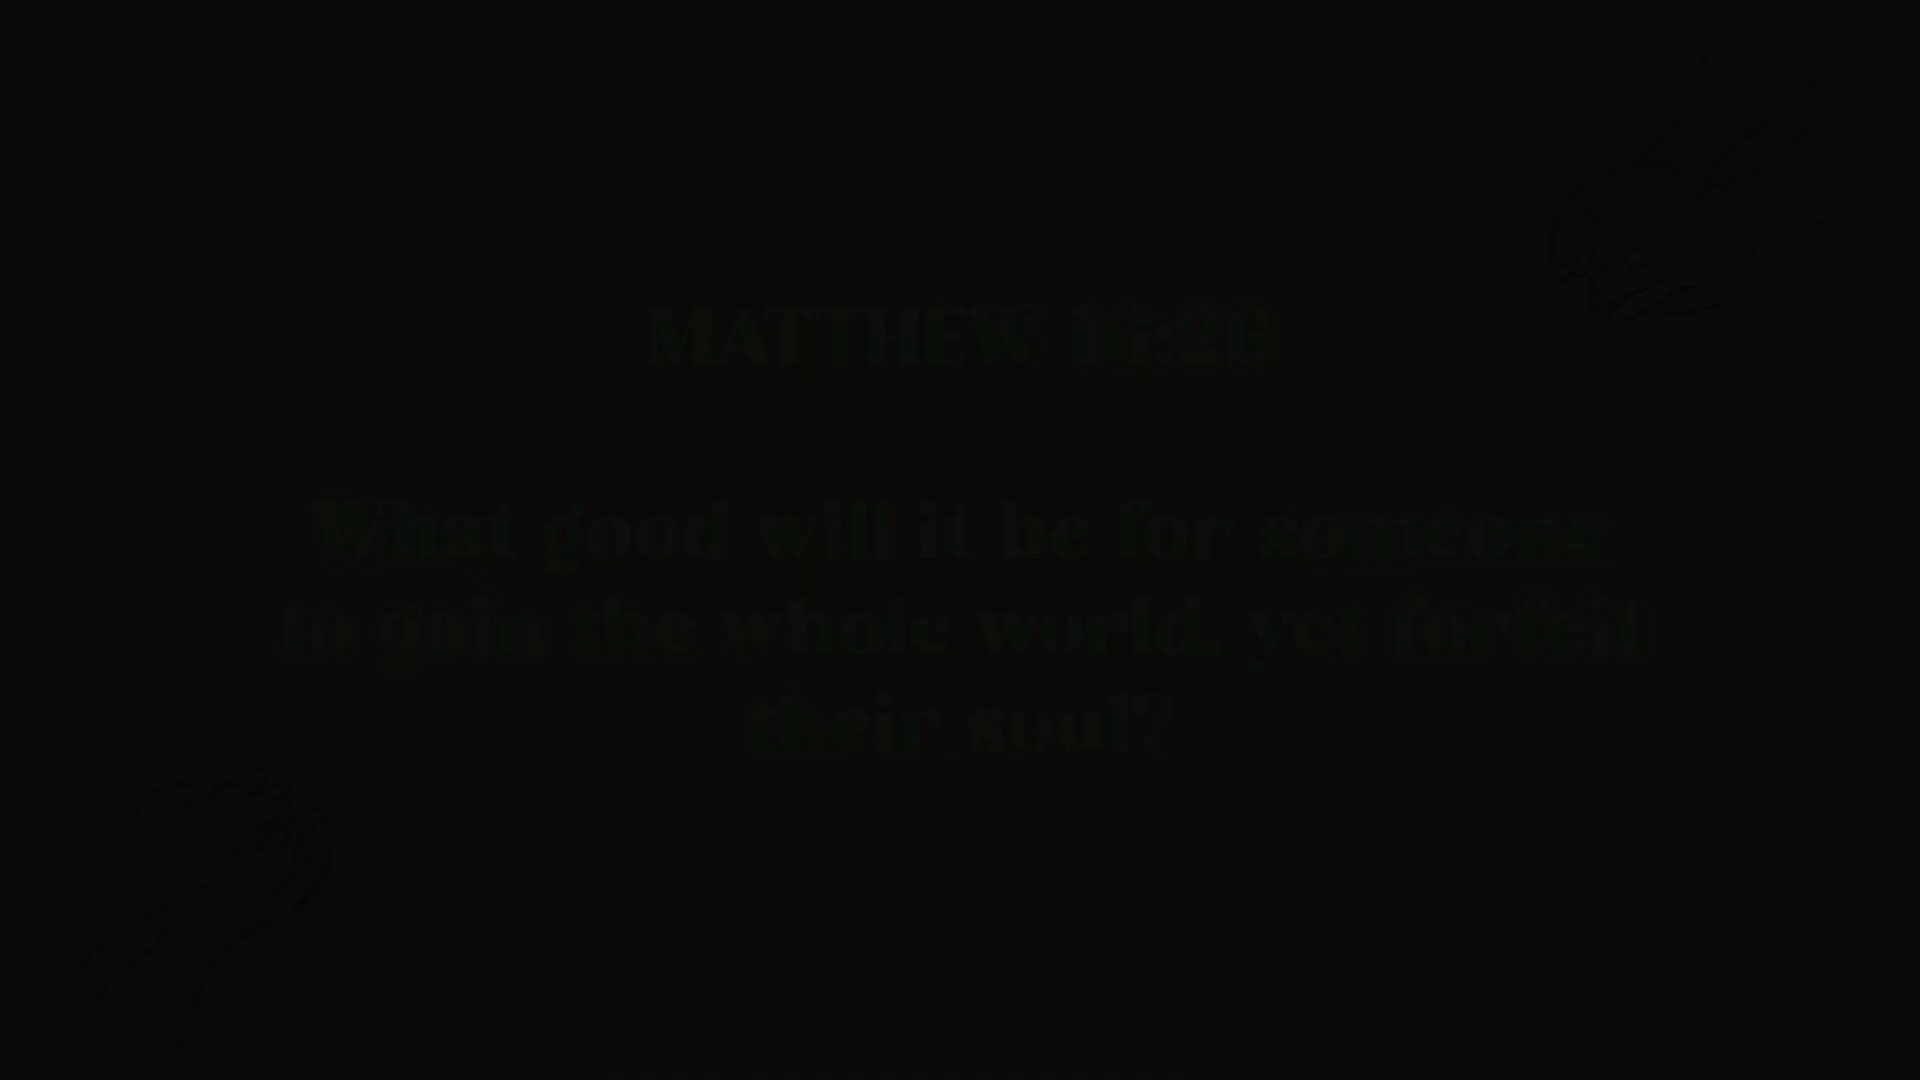 MATTHEW 16:26
What good will it be for someone
to gain the whole world, yet forfeit
their soul?